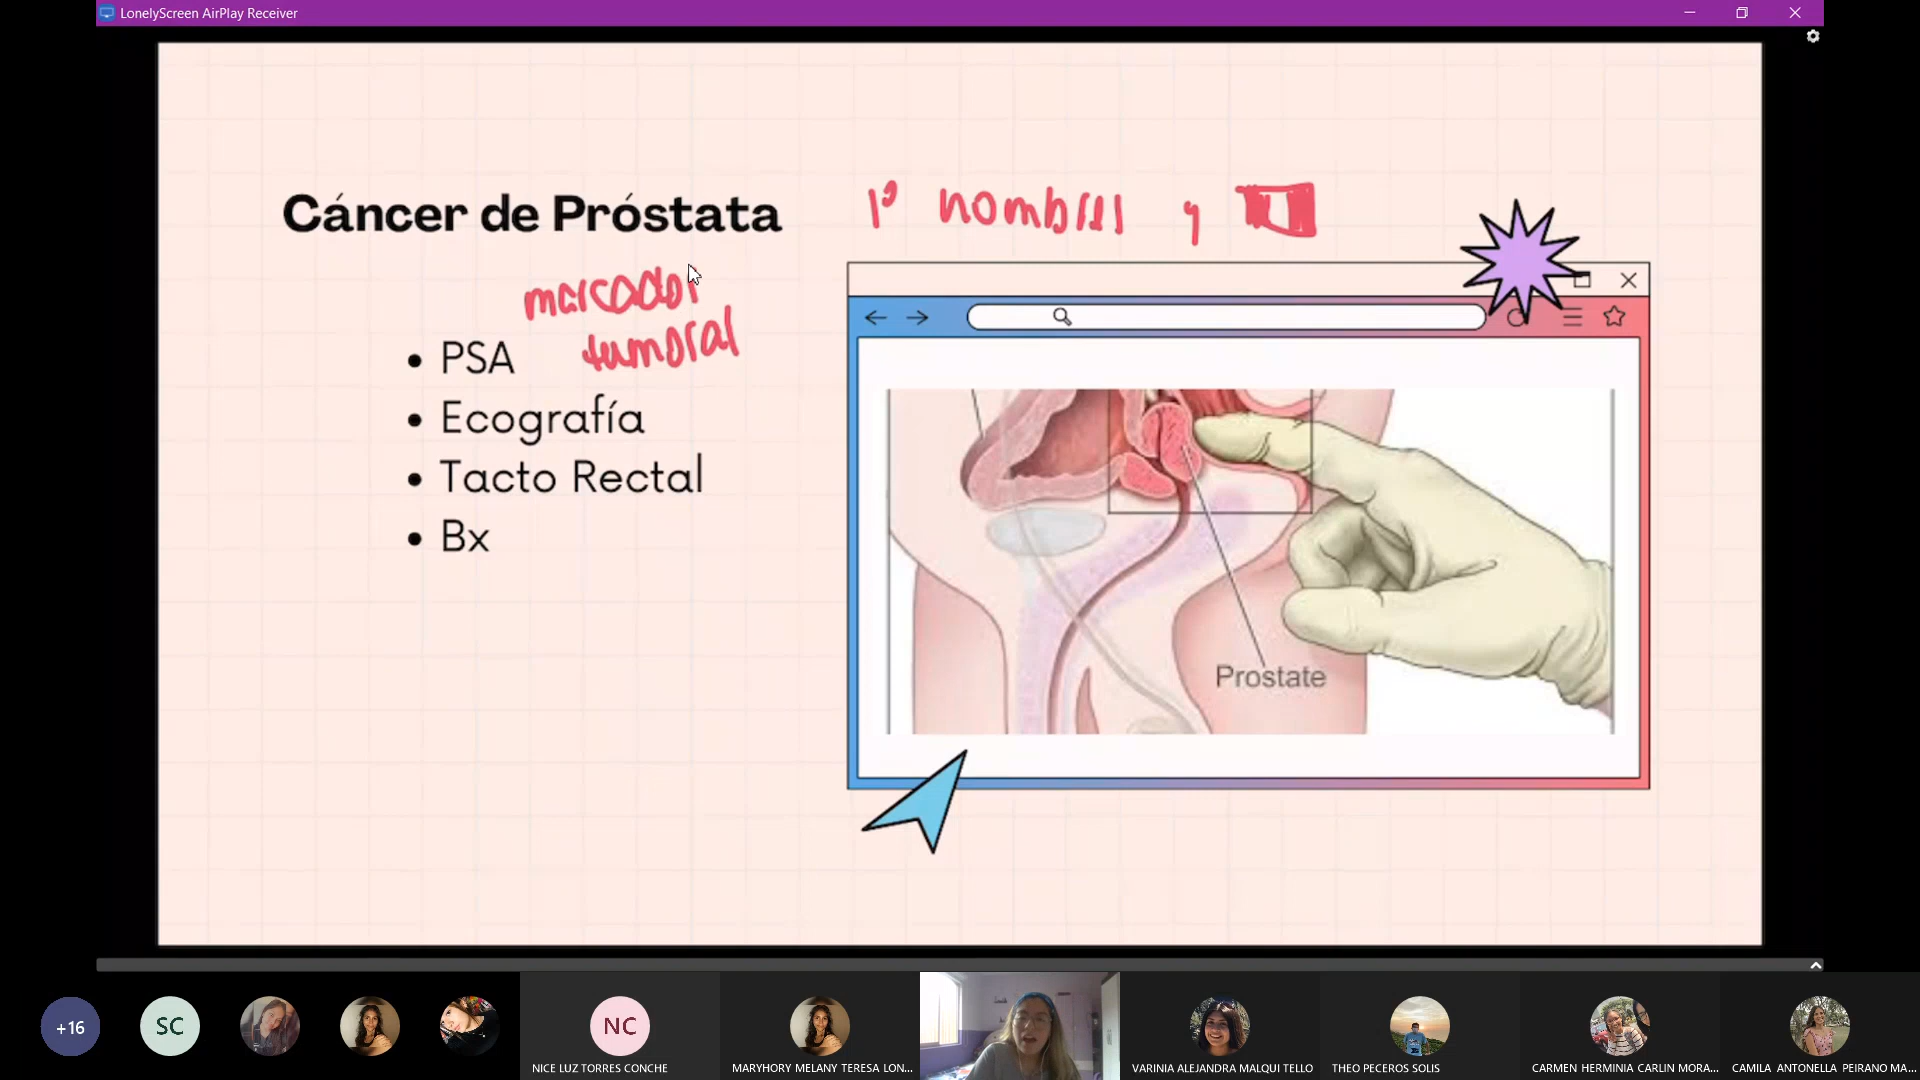 LonelyScreen AirPlay Receiver
Cáncer de Próstata
1º hombres y
marcador
tumoral
• PSA
• Ecografía
• Tacto Rectal
• Bx
Prostate
+16
SC
NC
NICE LUZ TORRES CONCHE
MARYHORY MELANY TERESA LON...
VARINIA ALEJANDRA MALQUI TELLO
THEO PECEROS SOLIS
CARMEN HERMINIA CARLIN MORA...
CAMILA ANTONELLA PEIRANO MA...